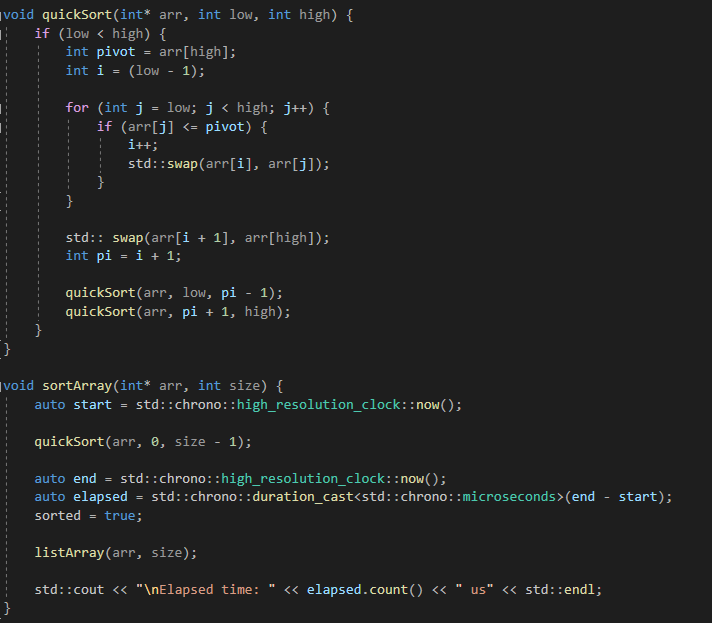 void quickSort(int* arr, int low, int high) {
    if (low < high) {
        int pivot = arr[high];
        int i = (low - 1);

        for (int j = low; j < high; j++) {
            if (arr[j] <= pivot) {
                i++;
                std::swap(arr[i], arr[j]);
            }
        }

        std:: swap(arr[i + 1], arr[high]);
        int pi = i + 1;

        quickSort(arr, low, pi - 1);
        quickSort(arr, pi + 1, high);
    }
}

void sortArray(int* arr, int size) {
    auto start = std::chrono::high_resolution_clock::now();

    quickSort(arr, 0, size - 1);

    auto end = std::chrono::high_resolution_clock::now();
    auto elapsed = std::chrono::duration_cast<std::chrono::microseconds>(end - start);
    sorted = true;

    listArray(arr, size);

    std::cout << "\nElapsed time: " << elapsed.count() << " us" << std::endl;
}